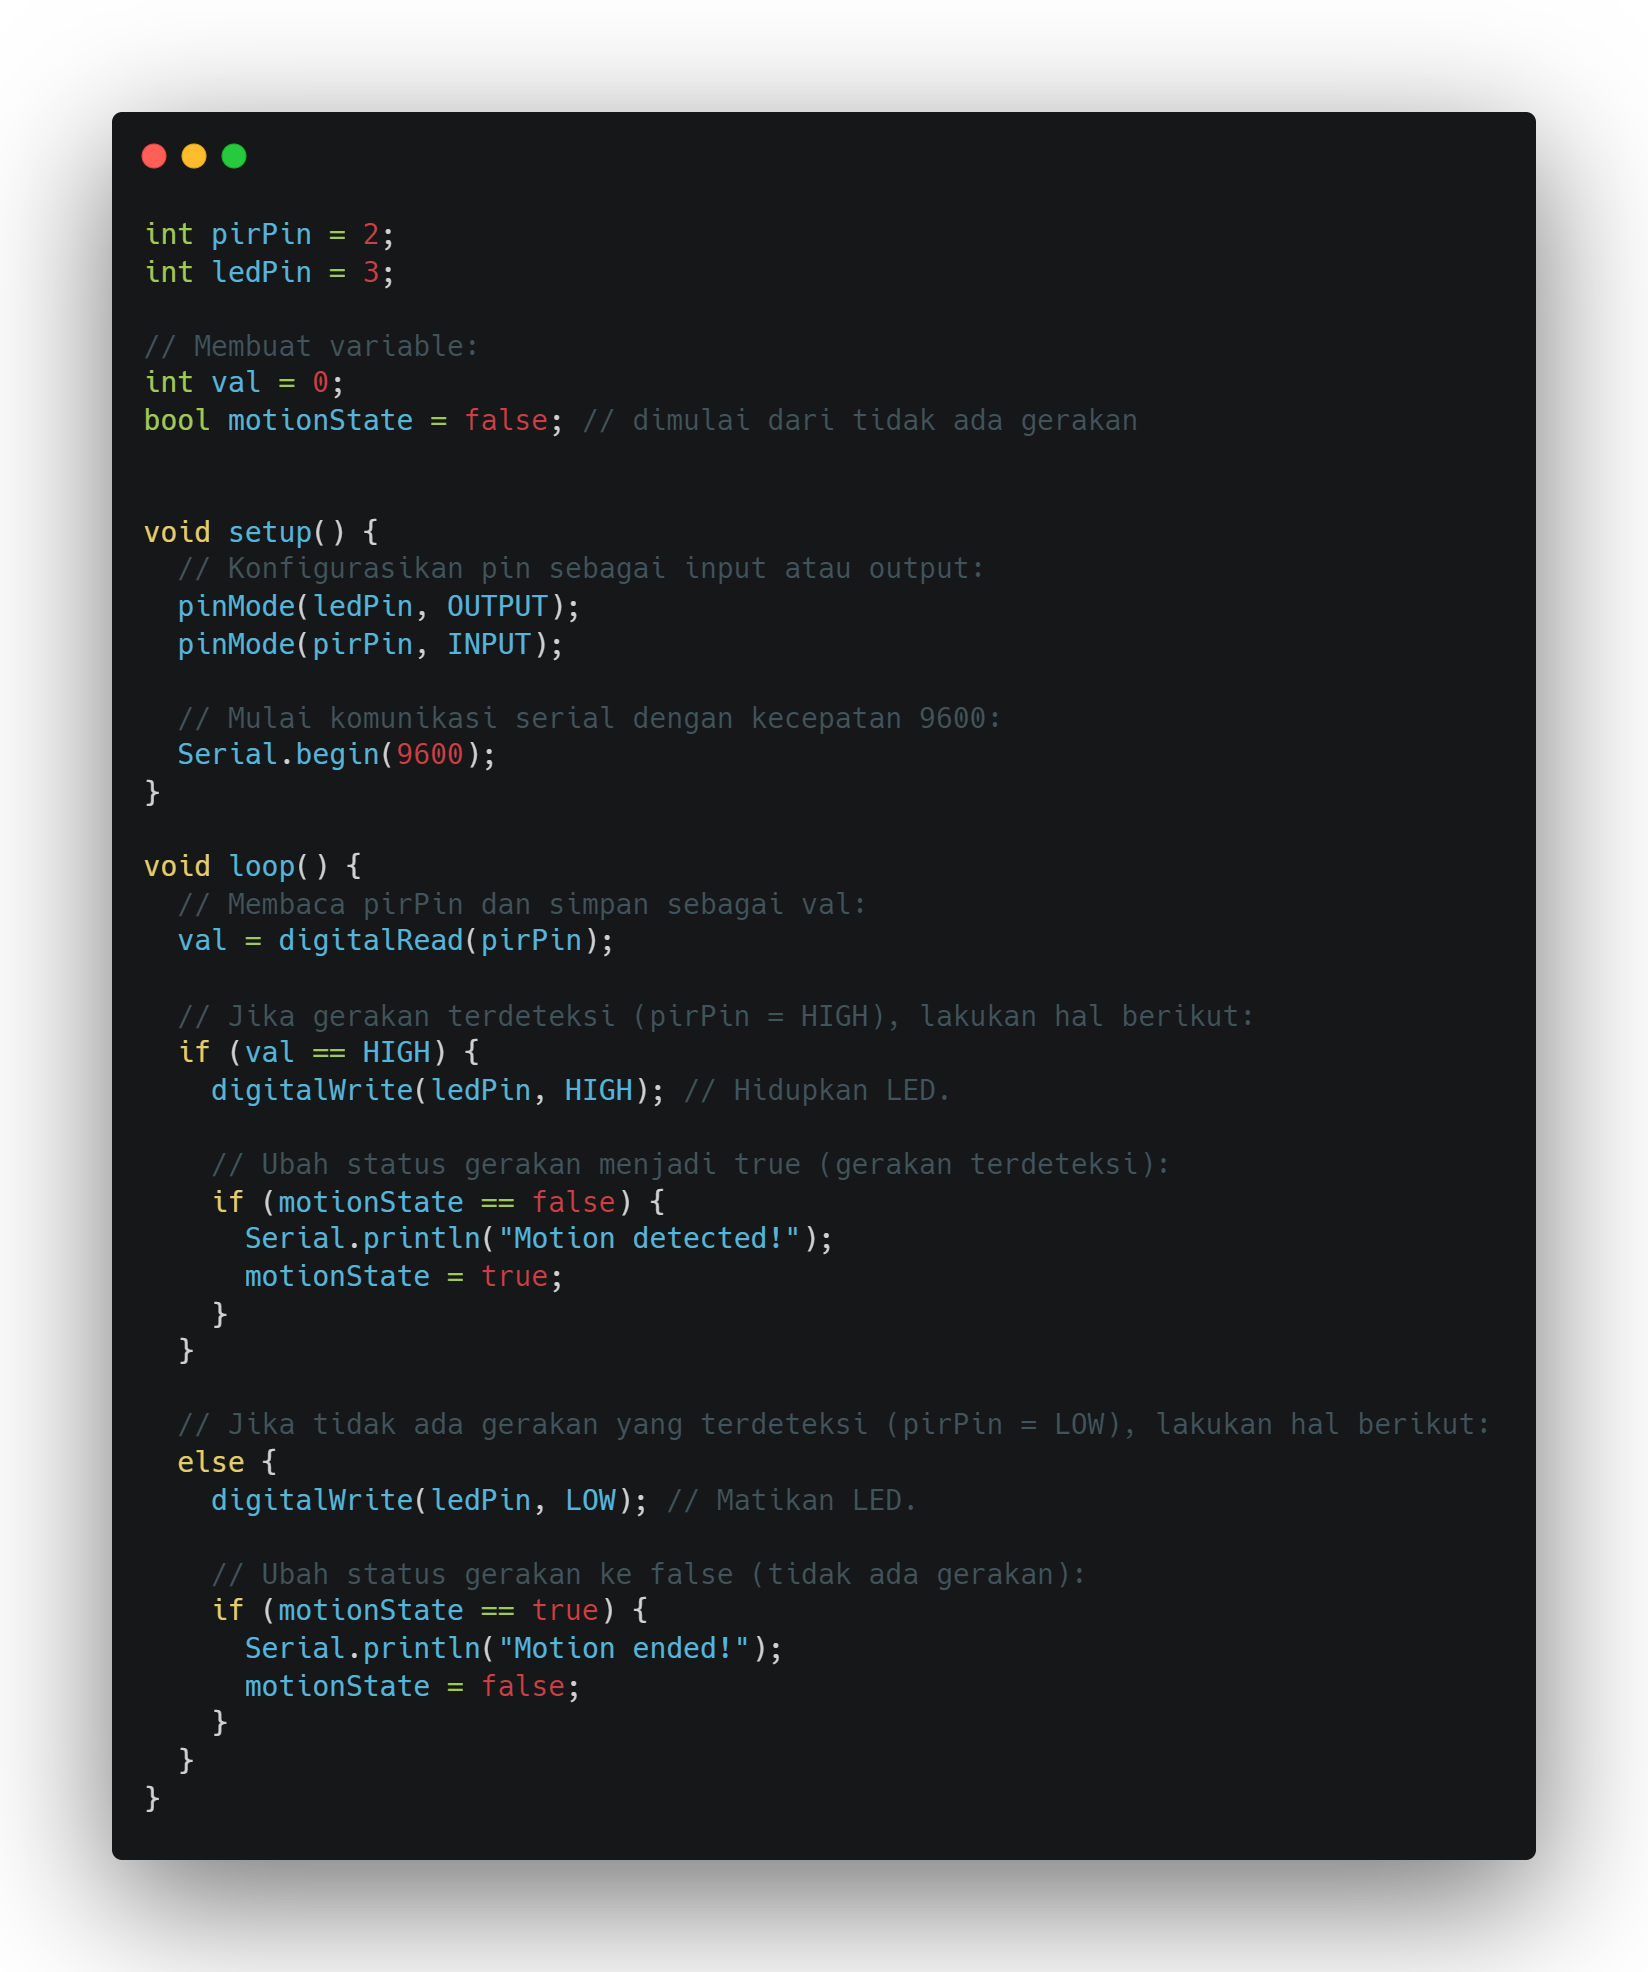 int pirPin = 2;
int ledPin = 3;
// Membuat variable:
int val = 0;
bool motionState = false; // dimulai dari tidak ada gerakan
void setup() {
  // Konfigurasikan pin sebagai input atau output:
  pinMode(ledPin, OUTPUT);
  pinMode(pirPin, INPUT);
  // Mulai komunikasi serial dengan kecepatan 9600:
  Serial.begin(9600);
}
void loop() {
  // Membaca pirPin dan simpan sebagai val:
  val = digitalRead(pirPin);
  // Jika gerakan terdeteksi (pirPin = HIGH), lakukan hal berikut:
  if (val == HIGH) {
    digitalWrite(ledPin, HIGH); // Hidupkan LED.
    // Ubah status gerakan menjadi true (gerakan terdeteksi):
    if (motionState == false) {
      Serial.println("Motion detected!");
      motionState = true;
    }
  }
  // Jika tidak ada gerakan yang terdeteksi (pirPin = LOW), lakukan hal berikut:
  else {
    digitalWrite(ledPin, LOW); // Matikan LED.
    // Ubah status gerakan ke false (tidak ada gerakan):
    if (motionState == true) {
      Serial.println("Motion ended!");
      motionState = false;
    }
  }
}